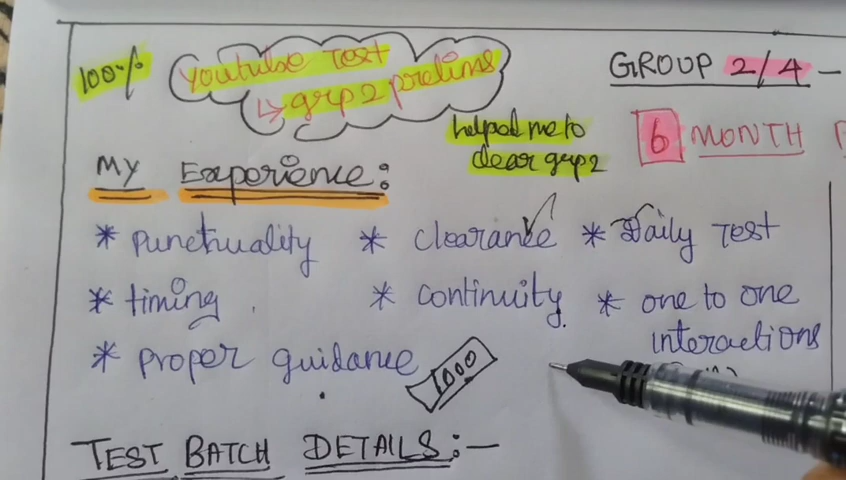 100%
YouTube Test
↳ grp 2 prelims
GROUP 2/4 -
helped me to
clear grp 2
6 MONTH
MY Experience:
* Punctuality * Clearance * Daily Test
* timing * Continuity * one to one
interactions
* proper guidance
1000
TEST BATCH DETAILS:-